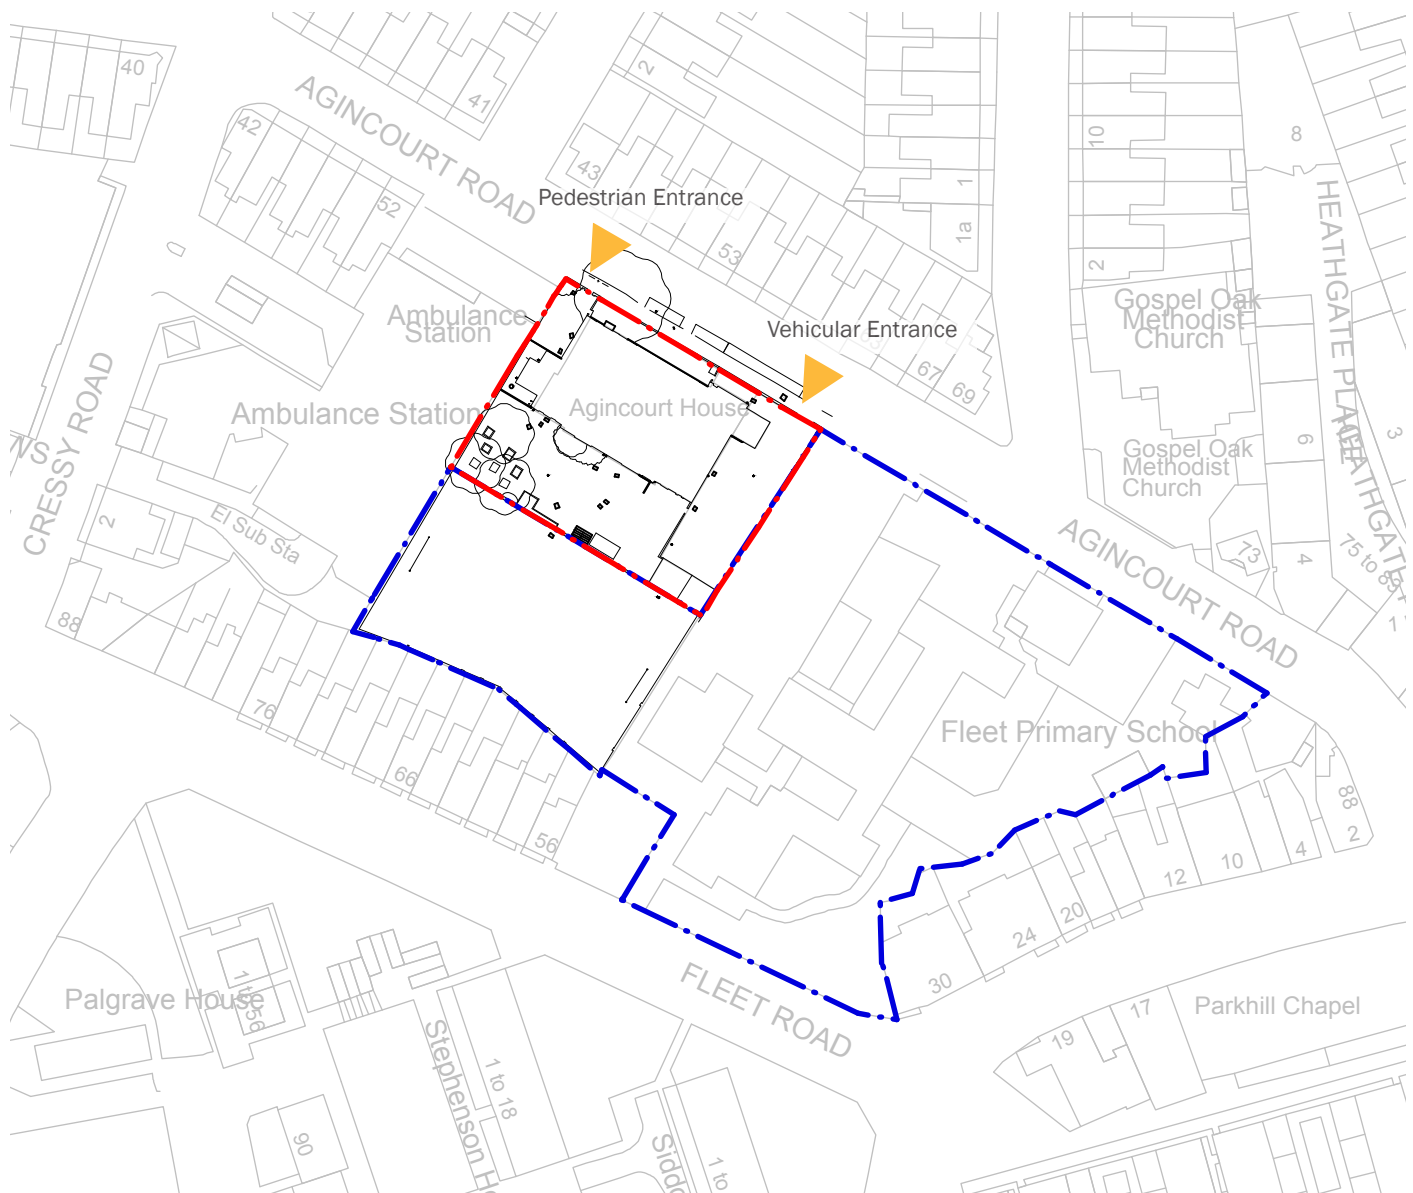 40
41
2
AGINCOURT ROAD
42
43
52
53
10
8
1
1a
2
HEATHGATE PLACE
3
Pedestrian Entrance
Vehicular Entrance
Ambulance
Station
Gospel Oak
Methodist
Church
67
69
Agincourt House
Ambulance Station
CRESSY ROAD
2
El Sub Sta
Gospel Oak
Methodist
Church
6
4
73
75 to 89
1
AGINCOURT ROAD
88
76
66
56
Fleet Primary School
88
2
4
10
12
20
24
30
FLEET ROAD
Palgrave House
1 to 56
Parkhill Chapel
17
19
Stephenson Ho
1 to 18
90
Siddo
1 to